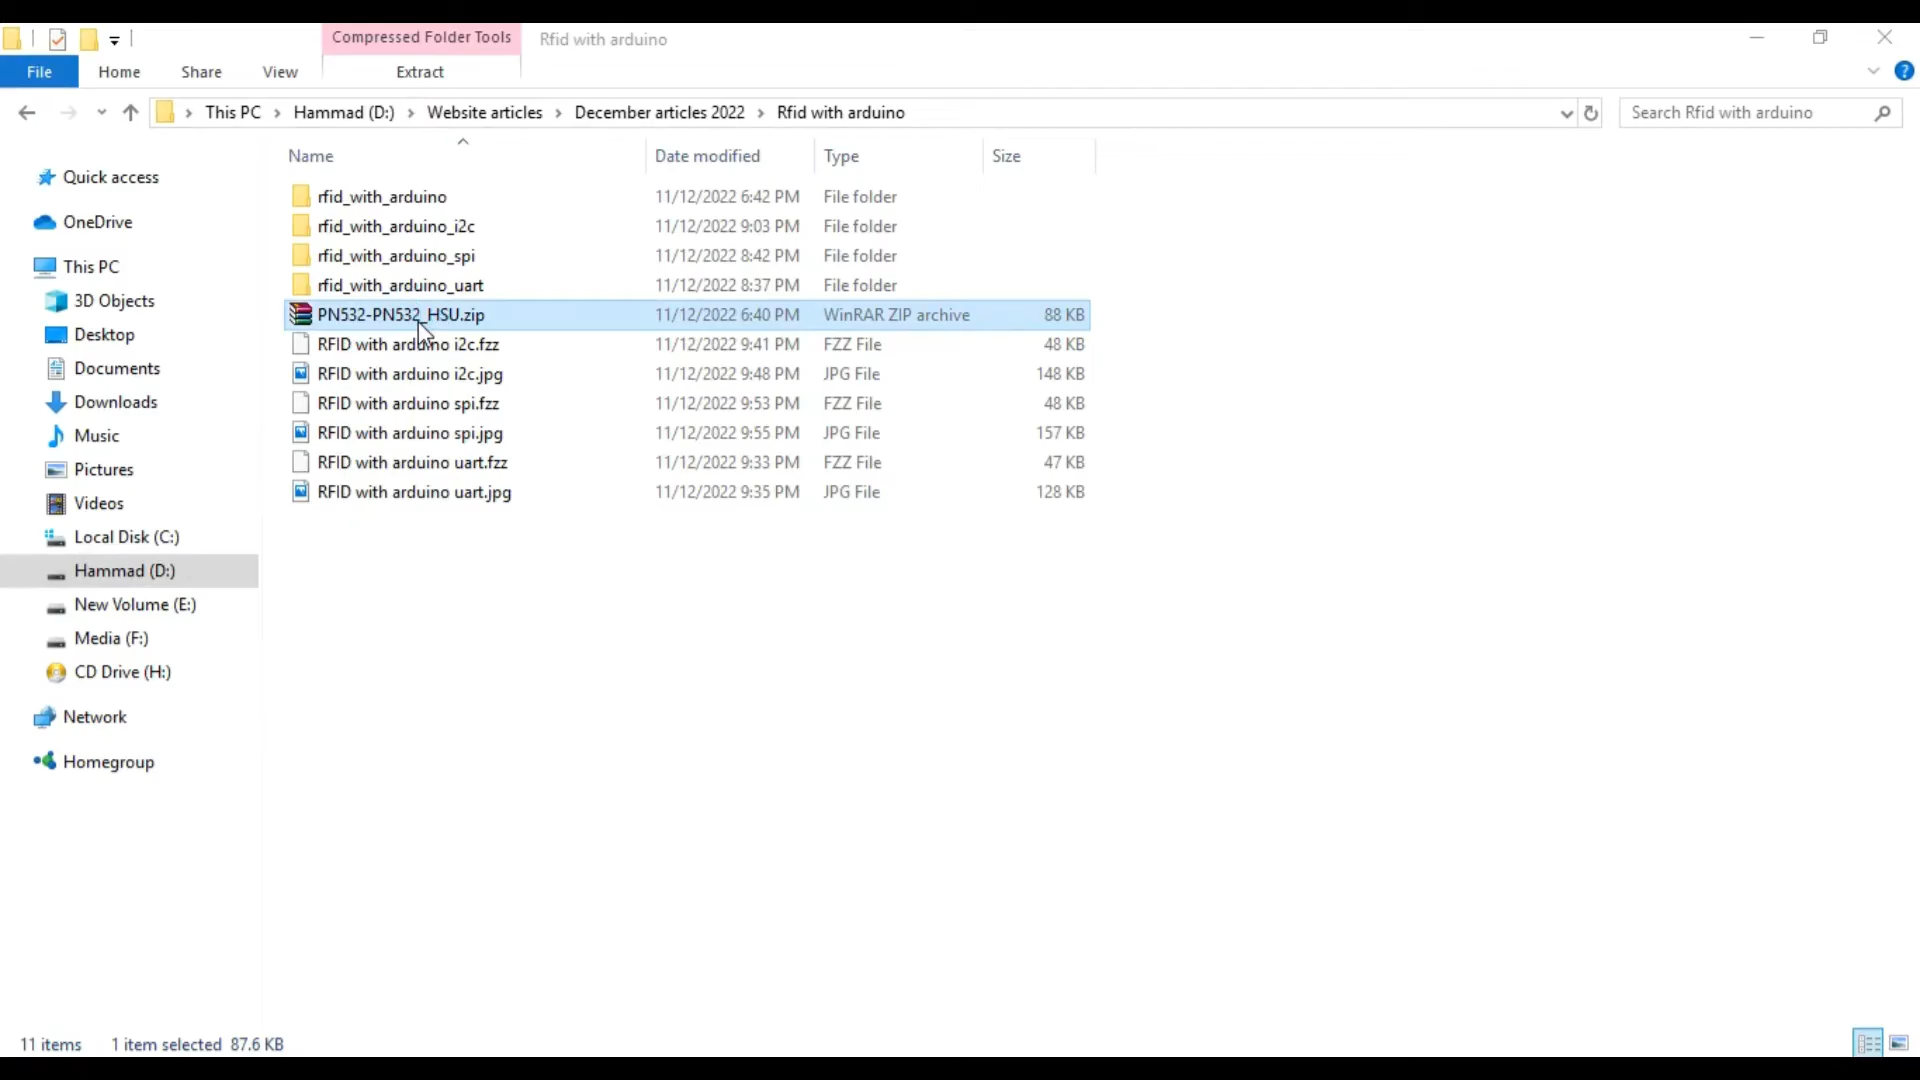 Compressed Folder Tools
Rfid with arduino
File
Home
Share
View
Extract
This PC
Hammad (D:)
Website articles
December articles 2022
Rfid with arduino
Search Rfid with arduino
Name Date modified Type Size
rfid_with_arduino 11/12/2022 6:42 PM File folder
rfid_with_arduino_i2c 11/12/2022 9:03 PM File folder
rfid_with_arduino_spi 11/12/2022 8:42 PM File folder
rfid_with_arduino_uart 11/12/2022 8:37 PM File folder
PN532-PN532_HSU.zip 11/12/2022 6:40 PM WinRAR ZIP archive 88 KB
RFID with arduino i2c.fzz 11/12/2022 9:41 PM FZZ File 48 KB
RFID with arduino i2c.jpg 11/12/2022 9:48 PM JPG File 148 KB
RFID with arduino spi.fzz 11/12/2022 9:53 PM FZZ File 48 KB
RFID with arduino spi.jpg 11/12/2022 9:55 PM JPG File 157 KB
RFID with arduino uart.fzz 11/12/2022 9:33 PM FZZ File 47 KB
RFID with arduino uart.jpg 11/12/2022 9:35 PM JPG File 128 KB
Quick access
OneDrive
This PC
3D Objects
Desktop
Documents
Downloads
Music
Pictures
Videos
Local Disk (C:)
Hammad (D:)
New Volume (E:)
Media (F:)
CD Drive (H:)
Network
Homegroup
11 items 1 item selected 87.6 KB